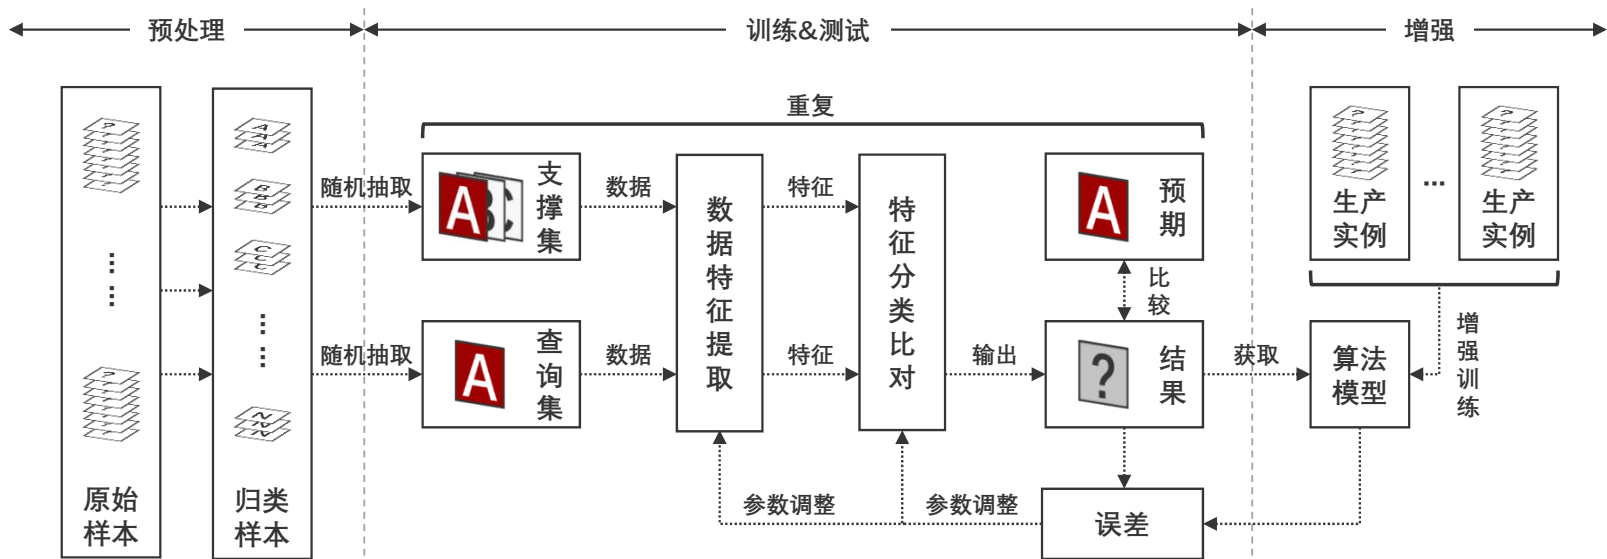 预处理
训练&测试
增强
重复
?
A
A
A
B
B
B
C
C
C
...
...
N
N
N
?
原始
样本
归类
样本
随机抽取
随机抽取
A
B
C
支撑集
A
查询集
数据
数据
数据特征提取
特征
特征
特征分类比对
输出
A
预期
比较
?
结果
获取
误差
参数调整
参数调整
?
生产
实例
...
?
生产
实例
算法
模型
增强训练